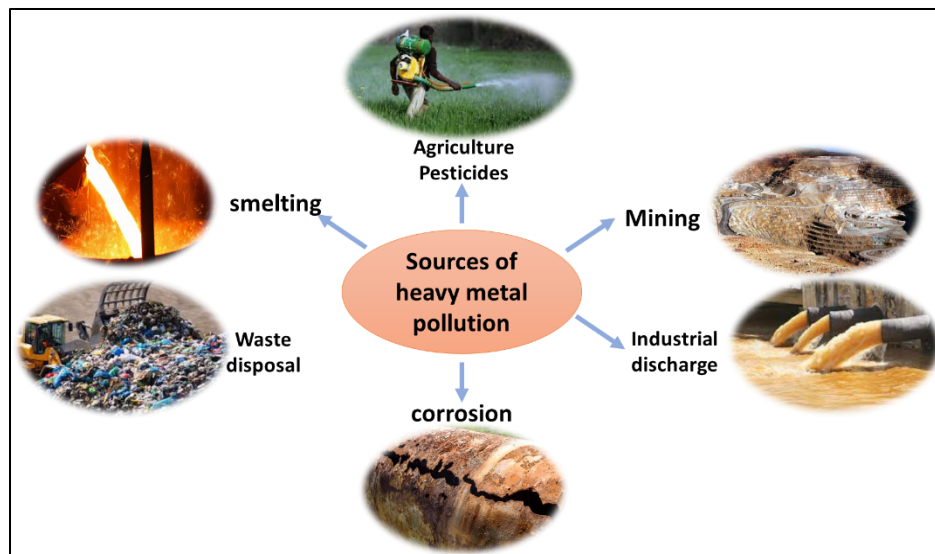 Agriculture
Pesticides
smelting
Mining
Sources of
heavy metal
pollution
Waste
disposal
Industrial
discharge
corrosion